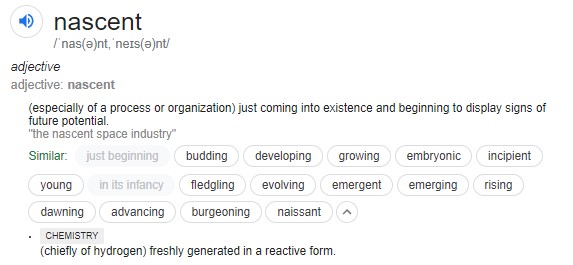 nascent
/ˈnas(ə)nt,ˈneɪs(ə)nt/
adjective
adjective: nascent
(especially of a process or organization) just coming into existence and beginning to display signs of
future potential.
"the nascent space industry"
Similar: just beginning budding developing growing embryonic incipient
young in its infancy fledgling evolving emergent emerging rising
dawning advancing burgeoning naissant
• CHEMISTRY
(chiefly of hydrogen) freshly generated in a reactive form.